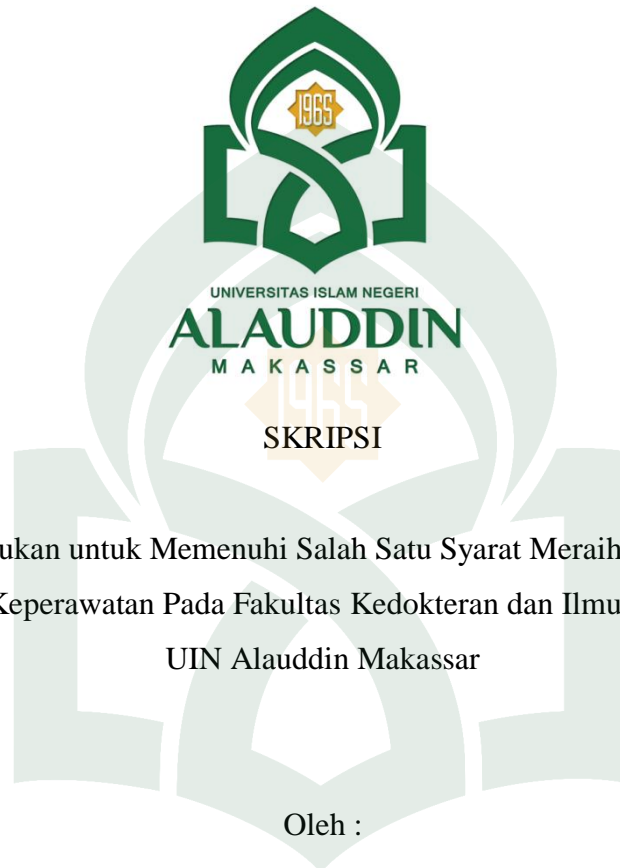 1965
UNIVERSITAS ISLAM NEGERI
ALAUDDIN
MAKASSAR
1965
SKRIPSI
ukan untuk Memenuhi Salah Satu Syarat Meraih
Keperawatan Pada Fakultas Kedokteran dan Ilmu
UIN Alauddin Makassar
Oleh :